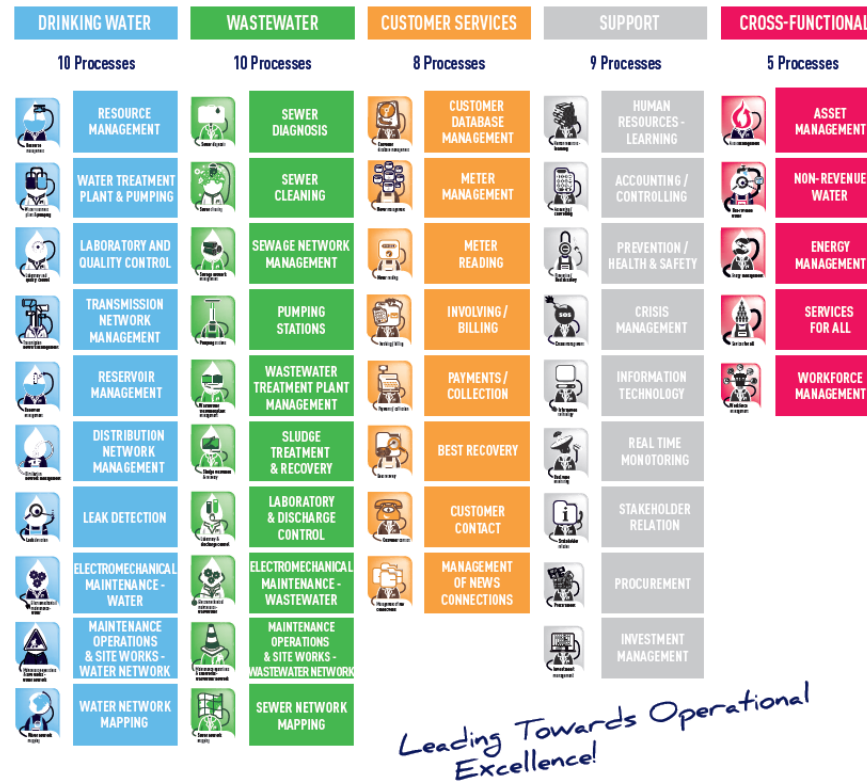 DRINKING WATER
10 Processes
RESOURCE
MANAGEMENT
WATER TREATMENT
PLANT & PUMPING
LABORATORY AND
QUALITY CONTROL
TRANSMISSION
NETWORK
MANAGEMENT
RESERVOIR
MANAGEMENT
DISTRIBUTION
NETWORK
MANAGEMENT
LEAK DETECTION
ELECTROMECHANICAL
MAINTENANCE -
WATER
MAINTENANCE
OPERATIONS
& SITE WORKS -
WATER NETWORK
WATER NETWORK
MAPPING
WASTEWATER
10 Processes
SEWER
DIAGNOSIS
SEWER
CLEANING
SEWAGE NETWORK
MANAGEMENT
PUMPING
STATIONS
WASTEWATER
TREATMENT PLANT
MANAGEMENT
SLUDGE
TREATMENT
& RECOVERY
LABORATORY
& DISCHARGE
CONTROL
ELECTROMECHANICAL
MAINTENANCE -
WASTEWATER
MAINTENANCE
OPERATIONS
& SITE WORKS -
WASTEWATER NETWORK
SEWER NETWORK
MAPPING
CUSTOMER SERVICES
8 Processes
CUSTOMER
DATABASE
MANAGEMENT
METER
MANAGEMENT
METER
READING
INVOLVING /
BILLING
PAYMENTS /
COLLECTION
BEST RECOVERY
CUSTOMER
CONTACT
MANAGEMENT
OF NEWS
CONNECTIONS
SUPPORT
9 Processes
HUMAN
RESOURCES -
LEARNING
ACCOUNTING /
CONTROLLING
PREVENTION /
HEALTH & SAFETY
SOS
CRISIS
MANAGEMENT
INFORMATION
TECHNOLOGY
REAL TIME
MONOTORING
STAKEHOLDER
RELATION
PROCUREMENT
INVESTMENT
MANAGEMENT
CROSS-FUNCTIONAL
5 Processes
ASSET
MANAGEMENT
NON-REVENUE
WATER
ENERGY
MANAGEMENT
SERVICES
FOR ALL
WORKFORCE
MANAGEMENT
Leading Towards Operational
Excellence!